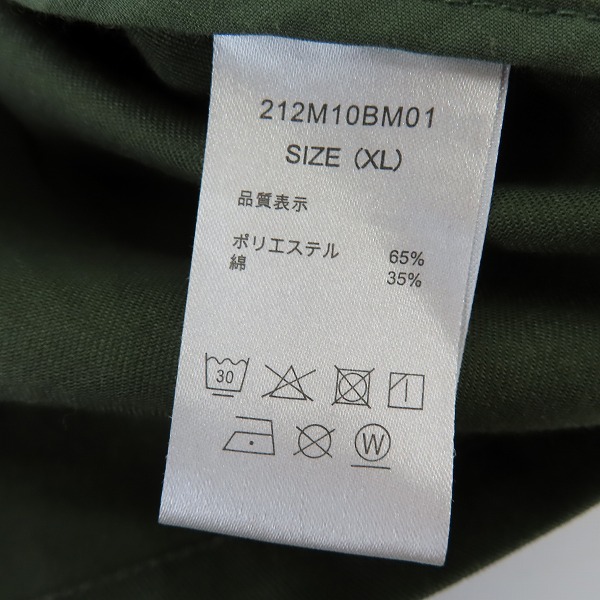 212M10BM01
SIZE (XL)
品質表示
ポリエステル 65%
綿 35%
30
W